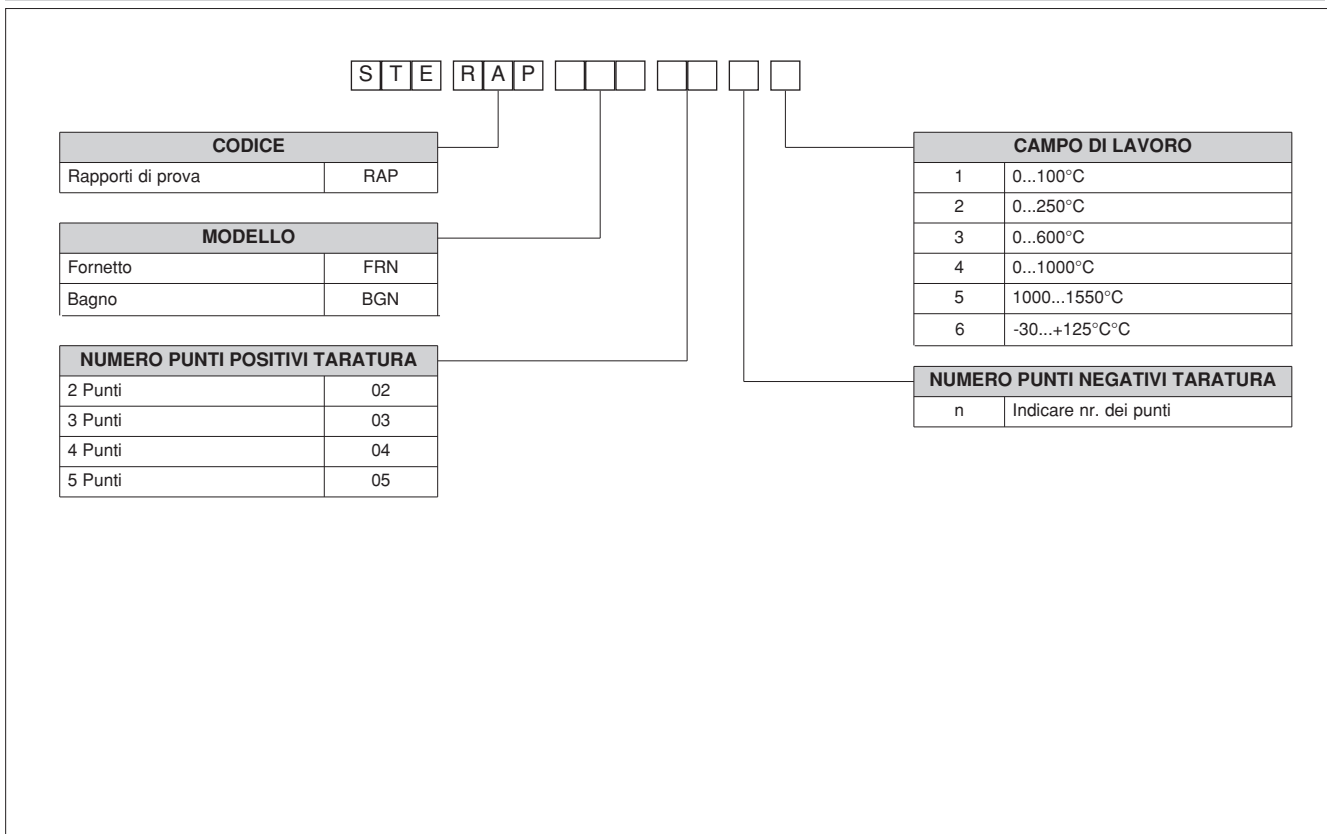 STE RAP
CODICE
Rapporti di prova RAP
MODELLO
Fornetto FRN
Bagno BGN
NUMERO PUNTI POSITIVI TARATURA
2 Punti 02
3 Punti 03
4 Punti 04
5 Punti 05
CAMPO DI LAVORO
1 0...100°C
2 0...250°C
3 0...600°C
4 0...1000°C
5 1000...1550°C
6 -30...+125°C°C
NUMERO PUNTI NEGATIVI TARATURA
n Indicare nr. dei punti